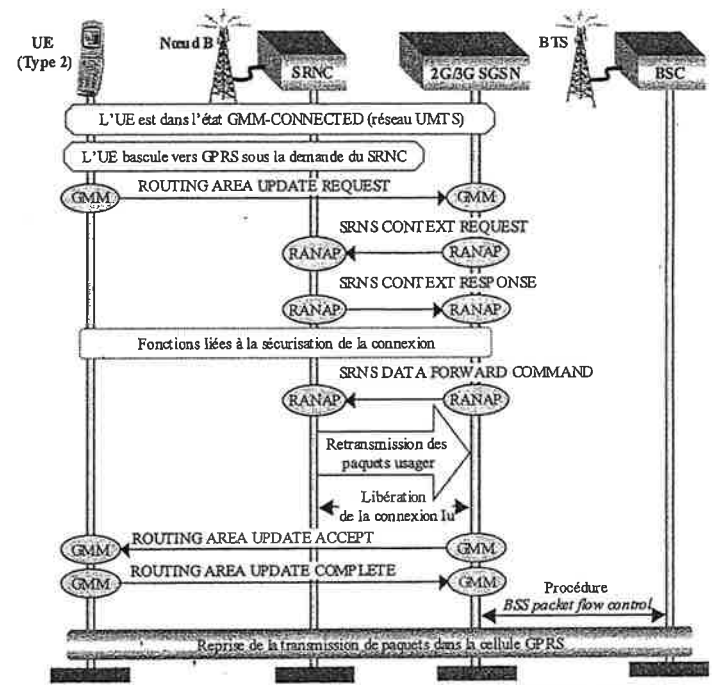 UE
(Type 2)
Nœud B
SRNC
2G/3G SGSN
BTS
BSC
L'UE est dans l'état GMM-CONNECTED (réseau UMTS)
L'UE bascule vers GPRS sous la demande du SRNC
ROUTING AREA UPDATE REQUEST
GMM
GMM
SRNS CONTEXT REQUEST
RANAP
RANAP
SRNS CONTEXT RESPONSE
RANAP
RANAP
Fonctions liées à la sécurisation de la connexion
SRNS DATA FORWARD COMMAND
RANAP
RANAP
Retransmission des
paquets usager
Libération
de la connexion Iu
ROUTING AREA UPDATE ACCEPT
GMM
GMM
ROUTING AREA UPDATE COMPLETE
GMM
GMM
Procédure
BSS packet flow control
Reprise de la transmission de paquets dans la cellule GPRS